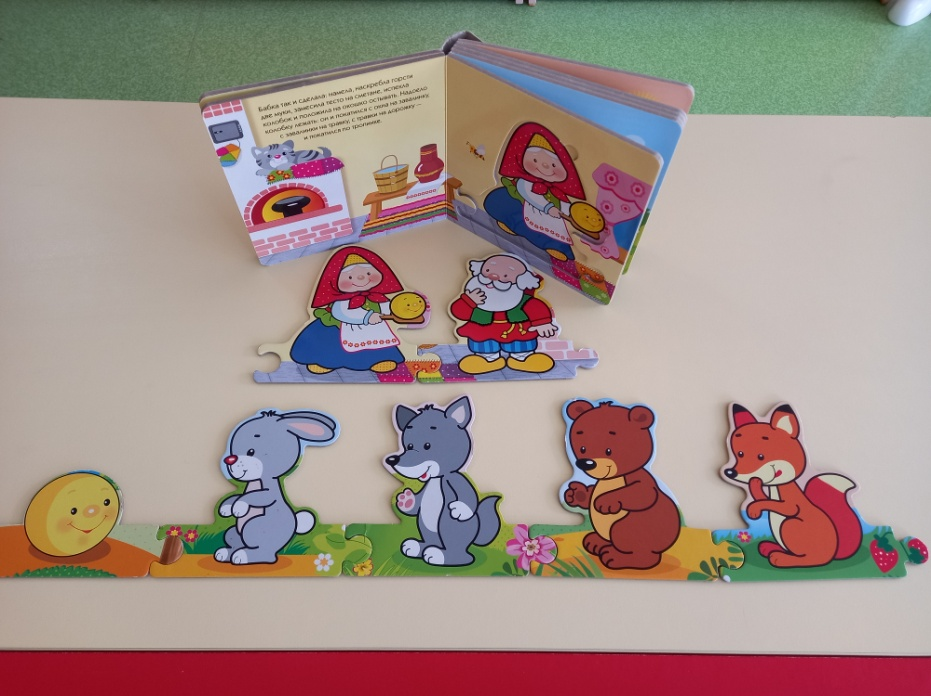 Бабка так и сделала: намела, наскребла горсти
две муки, замесила тесто на сметане, испекла
колобок и положила на окошко остывать. Надоело
колобку лежать: он и покатился с окна на завалинку,
с завалинки на травку, с травки на дорожку –
и покатился по тропинке.